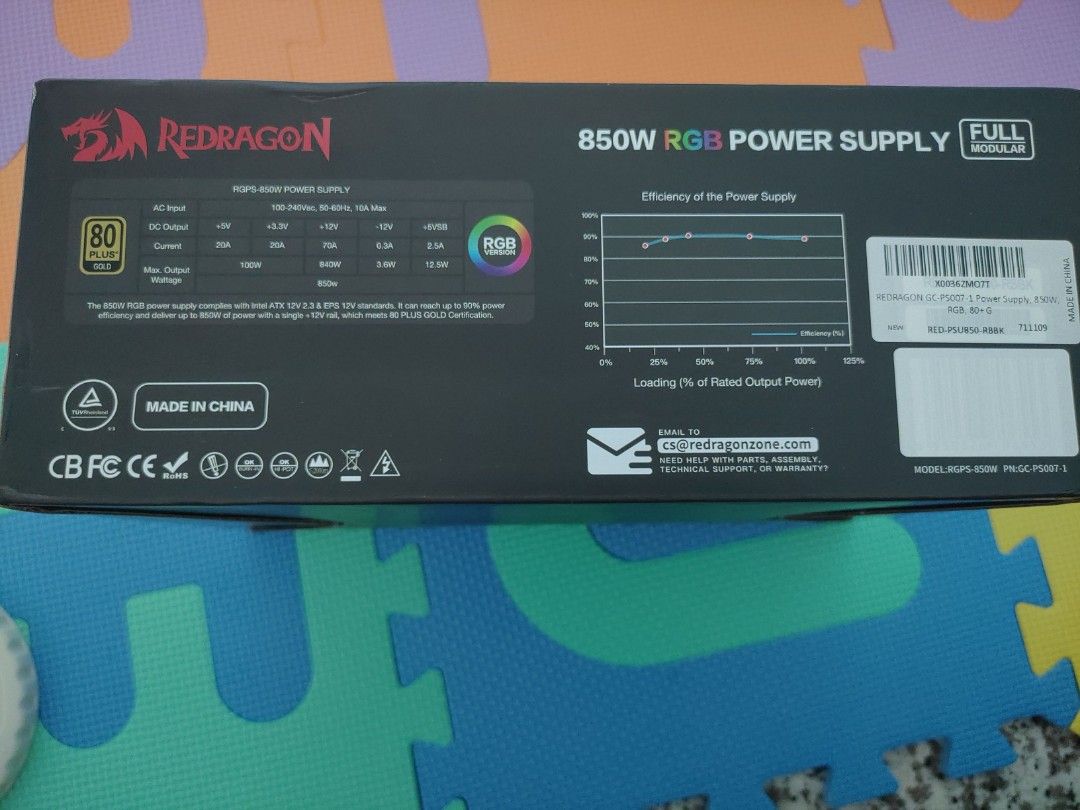 REDRAGON
850W RGB POWER SUPPLY
FULL
MODULAR
RGPS-850W POWER SUPPLY
AC Input 100-240Vac, 50-60Hz, 10A Max
DC Output +5V +3.3V +12V -12V +5VSB
Current 20A 20A 70A 0.3A 2.5A
Max. Output Wattage 100W 840W 3.6W 12.5W
850w
80
PLUS
GOLD
RGB
VERSION
The 850W RGB power supply complies with Intel ATX 12V 2.3 & EPS 12V standards. It can reach up to 90% power
efficiency and deliver up to 850W of power with a single +12V rail, which meets 80 PLUS GOLD Certification.
Efficiency of the Power Supply
100%
90%
80%
70%
60%
50%
40%
Efficiency (%)
0% 25% 50% 75% 100% 125%
Loading (% of Rated Output Power)
X0036ZMO7T
REDRAGON GC-PS007-1 Power Supply, 850W,
RGB, 80+ G
NEW
RED-PSU850-RBBK 711109
MADE IN CHINA
TÜVRheinland
MADE IN CHINA
CB FC CE RoHS
OK
OK
HI-POT
EMAIL TO
cs@redragonzone.com
NEED HELP WITH PARTS, ASSEMBLY,
TECHNICAL SUPPORT, OR WARRANTY?
MODEL:RGPS-850W PN:GC-PS007-1